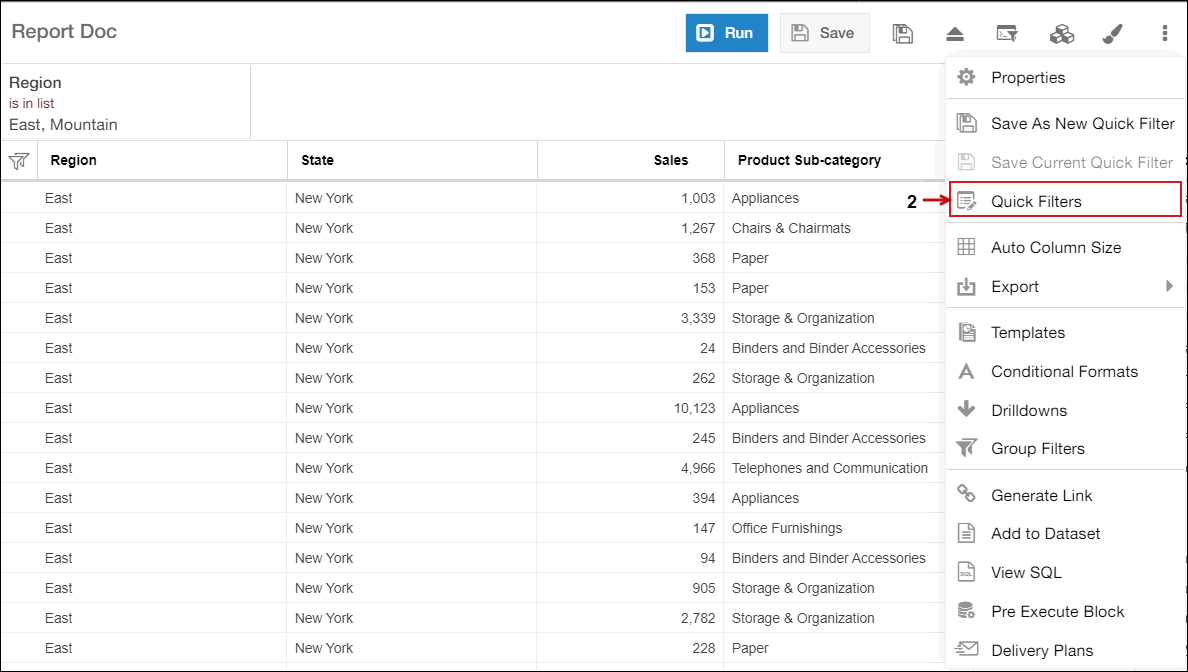 Report Doc
Run
Save
Region
is in list
East, Mountain
Region State Sales Product Sub-category
East New York 1,003 Appliances
East New York 1,267 Chairs & Chairmats
East New York 368 Paper
East New York 153 Paper
East New York 3,339 Storage & Organization
East New York 24 Binders and Binder Accessories
East New York 262 Storage & Organization
East New York 10,123 Appliances
East New York 245 Binders and Binder Accessories
East New York 4,966 Telephones and Communication
East New York 394 Appliances
East New York 147 Office Furnishings
East New York 94 Binders and Binder Accessories
East New York 905 Storage & Organization
East New York 2,782 Storage & Organization
East New York 228 Paper
Properties
Save As New Quick Filter
Save Current Quick Filter
2
Quick Filters
Auto Column Size
Export
Templates
A Conditional Formats
Drilldowns
Group Filters
Generate Link
Add to Dataset
SQL View SQL
Pre Execute Block
Delivery Plans